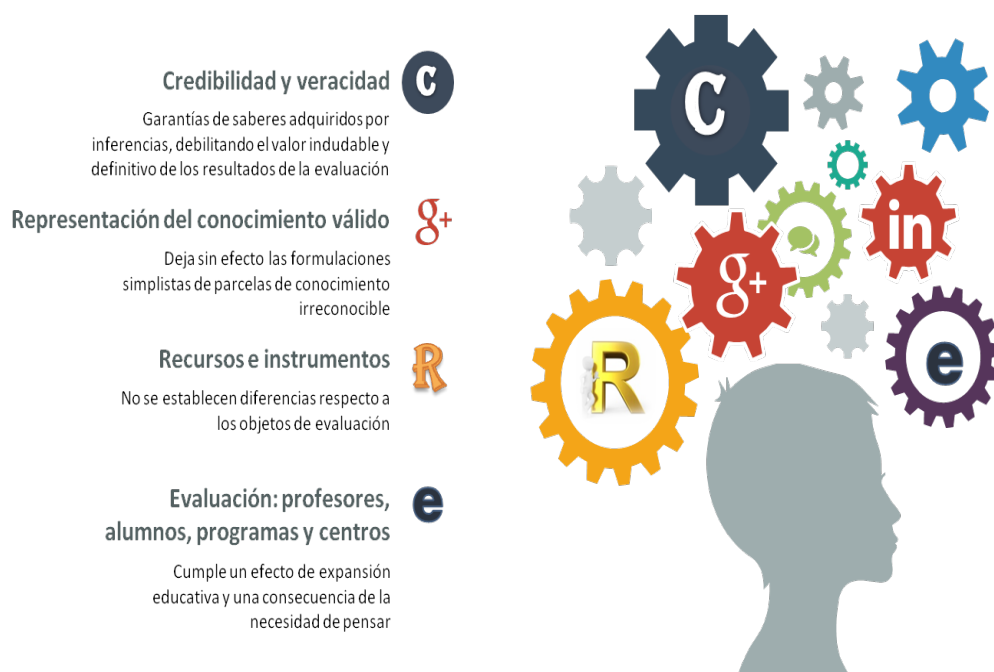 Credibilidad y veracidad
C
Garantías de saberes adquiridos por
inferencias, debilitando el valor indudable y
definitivo de los resultados de la evaluación
Representación del conocimiento válido
g+
Deja sin efecto las formulaciones
simplistas de parcelas de conocimiento
irreconocible
Recursos e instrumentos
R
No se establecen diferencias respecto a
los objetos de evaluación
Evaluación: profesores,
alumnos, programas y centros
e
Cumple un efecto de expansión
educativa y una consecuencia de la
necesidad de pensar
C
in
g+
R
e